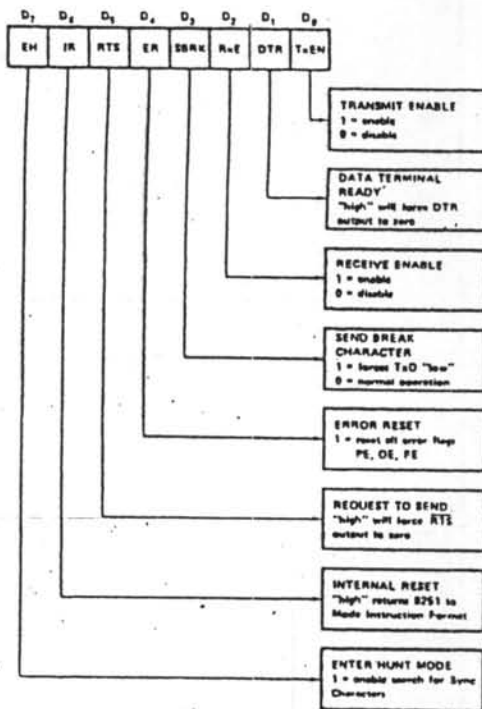 D7 D6 D5 D4 D3 D2 D1 D0
EH IR RTS ER SBRK RxE DTR TxEN
TRANSMIT ENABLE
1 = enable
0 = disable
DATA TERMINAL
READY
"high" will force DTR
output to zero
RECEIVE ENABLE
1 = enable
0 = disable
SEND BREAK
CHARACTER
1 = forces TxD "low"
0 = normal operation
ERROR RESET
1 = reset all error flags
PE, OE, FE
REQUEST TO SEND
"high" will force RTS
output to zero
INTERNAL RESET
"high" returns 8251 to
Mode Instruction Format
ENTER HUNT MODE
1 = enable search for Sync
Characters